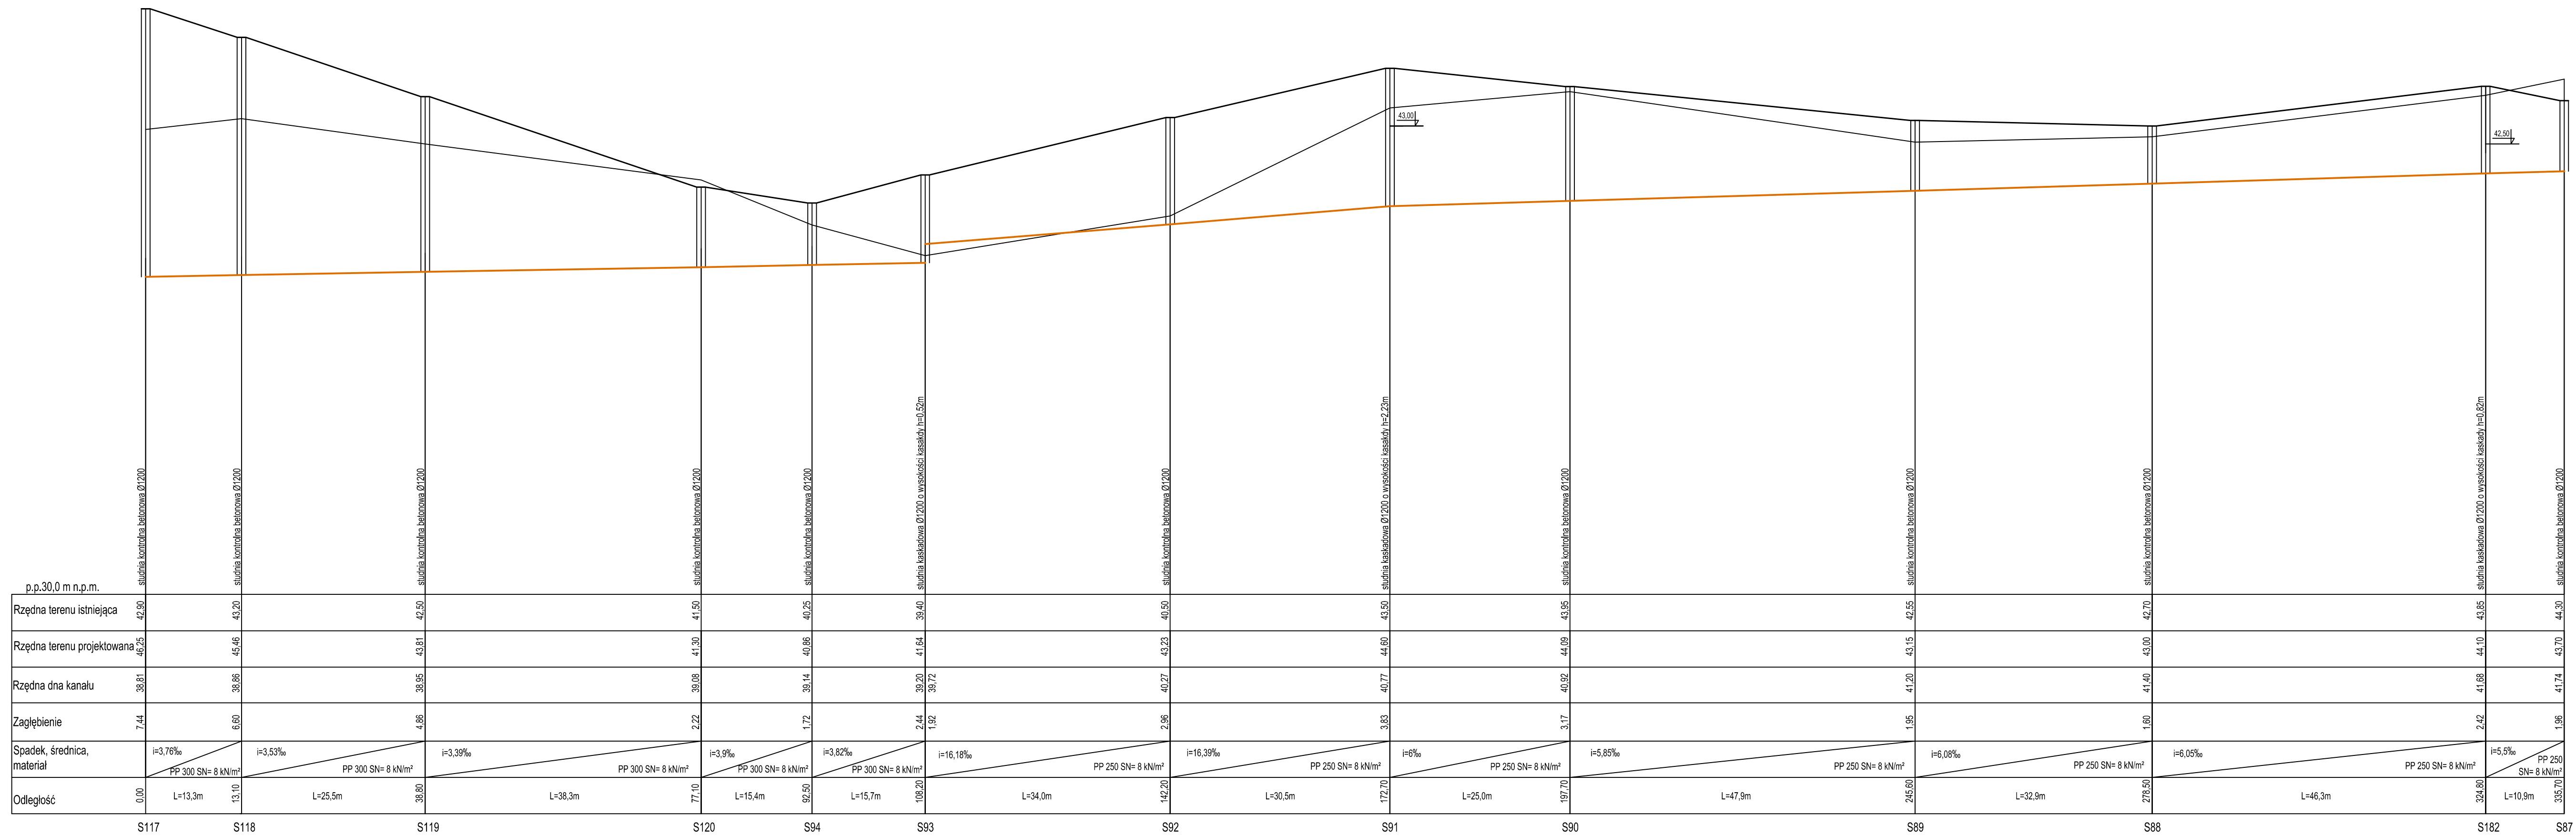 43,00
42,50
studnia kontrolna betonowa Ø1200
studnia kontrolna betonowa Ø1200
studnia kontrolna betonowa Ø1200
studnia kontrolna betonowa Ø1200
studnia kontrolna betonowa Ø1200
studnia kaskadowa Ø1200 o wysokości kasakdy h=0,52m
studnia kontrolna betonowa Ø1200
studnia kaskadowa Ø1200 o wysokości kasakdy h=2,23m
studnia kontrolna betonowa Ø1200
studnia kontrolna betonowa Ø1200
studnia kontrolna betonowa Ø1200
studnia kaskadowa Ø1200 o wysokości kaskady h=0,82m
studnia kontrolna betonowa Ø1200
p.p.30,0 m n.p.m.
Rzędna terenu istniejąca 42,90 43,20 42,50 41,50 40,25 39,40 40,50 43,50 43,95 42,55 42,70 43,85 44,30
Rzędna terenu projektowana 46,25 45,46 43,81 41,30 40,86 41,64 43,23 44,60 44,09 43,15 43,00 44,10 43,70
Rzędna dna kanału 38,81 38,86 38,95 39,08 39,14 39,20 39,72 40,27 40,77 40,92 41,20 41,40 41,68 41,74
Zagłębienie 7,44 6,60 4,86 2,22 1,72 2,44 1,92 2,96 3,83 3,17 1,95 1,60 2,42 1,96
Spadek, średnica,
materiał
i=3,76‰ i=3,53‰ i=3,39‰ i=3,9‰ i=3,82‰ i=16,18‰ i=16,39‰ i=6‰ i=5,85‰ i=6,08‰ i=6,05‰ i=5,5‰
PP 300 SN= 8 kN/m² PP 300 SN= 8 kN/m² PP 300 SN= 8 kN/m² PP 300 SN= 8 kN/m² PP 300 SN= 8 kN/m² PP 250 SN= 8 kN/m² PP 250 SN= 8 kN/m² PP 250 SN= 8 kN/m² PP 250 SN= 8 kN/m² PP 250 SN= 8 kN/m² PP 250 SN= 8 kN/m² PP 250
SN= 8 kN/m²
Odległość 0,00 L=13,3m 13,10 L=25,5m 38,80 L=38,3m 77,10 L=15,4m 92,50 L=15,7m 108,20 L=34,0m 142,20 L=30,5m 172,70 L=25,0m 197,70 L=47,9m 245,60 L=32,9m 278,50 L=46,3m 324,80 L=10,9m 335,70
S117 S118 S119 S120 S94 S93 S92 S91 S90 S89 S88 S182 S87